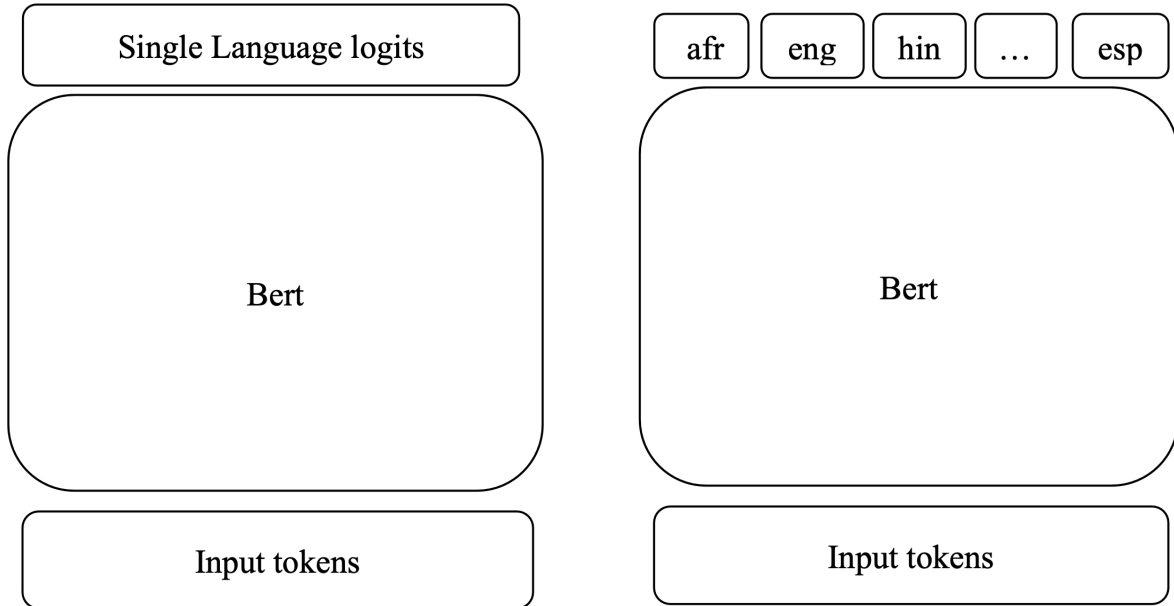 Single Language logits
Bert
Input tokens
afr eng hin … esp
Bert
Input tokens